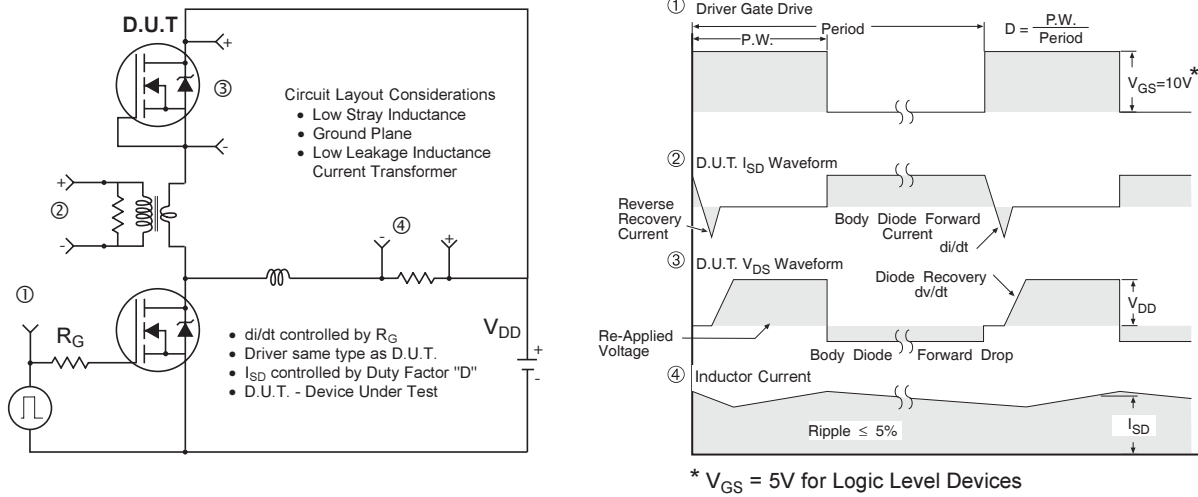 D.U.T
+
③
-
Circuit Layout Considerations
• Low Stray Inductance
• Ground Plane
• Low Leakage Inductance
Current Transformer
+
②
-
④
-
+
①
R_G
V_DD
+
-
• di/dt controlled by R_G
• Driver same type as D.U.T.
• I_SD controlled by Duty Factor "D"
• D.U.T. - Device Under Test
① Driver Gate Drive
P.W.
Period
D = P.W.
Period
V_GS=10V*
② D.U.T. I_SD Waveform
Reverse
Recovery
Current
Body Diode Forward
Current
di/dt
③ D.U.T. V_DS Waveform
Diode Recovery
dv/dt
V_DD
Re-Applied
Voltage
Body Diode Forward Drop
④ Inductor Current
Ripple ≤ 5%
I_SD
* V_GS = 5V for Logic Level Devices